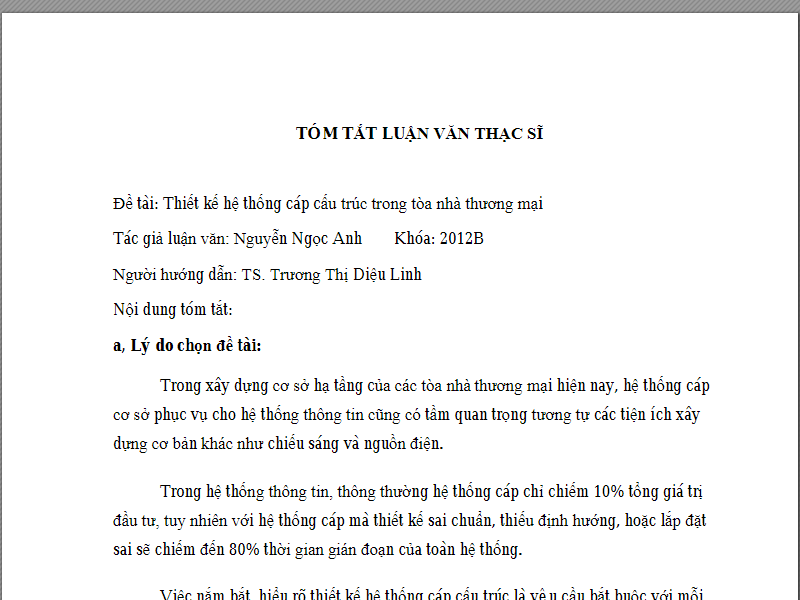 TÓM TẮT LUẬN VĂN THẠC SĨ
Đề tài: Thiết kế hệ thống cáp cấu trúc trong tòa nhà thương mại
Tác giả luận văn: Nguyễn Ngọc Anh Khóa: 2012B
Người hướng dẫn: TS. Trương Thị Diệu Linh
Nội dung tóm tắt:
a, Lý do chọn đề tài:
Trong xây dựng cơ sở hạ tầng của các tòa nhà thương mại hiện nay, hệ thống cáp
cơ sở phục vụ cho hệ thống thông tin cũng có tầm quan trọng tương tự các tiện ích xây
dựng cơ bản khác như chiếu sáng và nguồn điện.
Trong hệ thống thông tin, thông thường hệ thống cáp chỉ chiếm 10% tổng giá trị
đầu tư, tuy nhiên với hệ thống cáp mà thiết kế sai chuẩn, thiếu định hướng, hoặc lắp đặt
sai sẽ chiếm đến 80% thời gian gián đoạn của toàn hệ thống.
Việc nắm bắt, hiểu rõ thiết kế hệ thống cáp cấu trúc là yêu cầu bắt buộc với mỗi